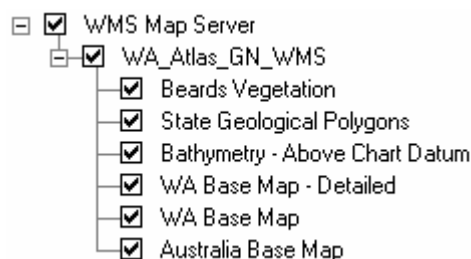 WMS Map Server
WA_Atlas_GN_WMS
Beards Vegetation
State Geological Polygons
Bathymetry - Above Chart Datum
WA Base Map - Detailed
WA Base Map
Australia Base Map